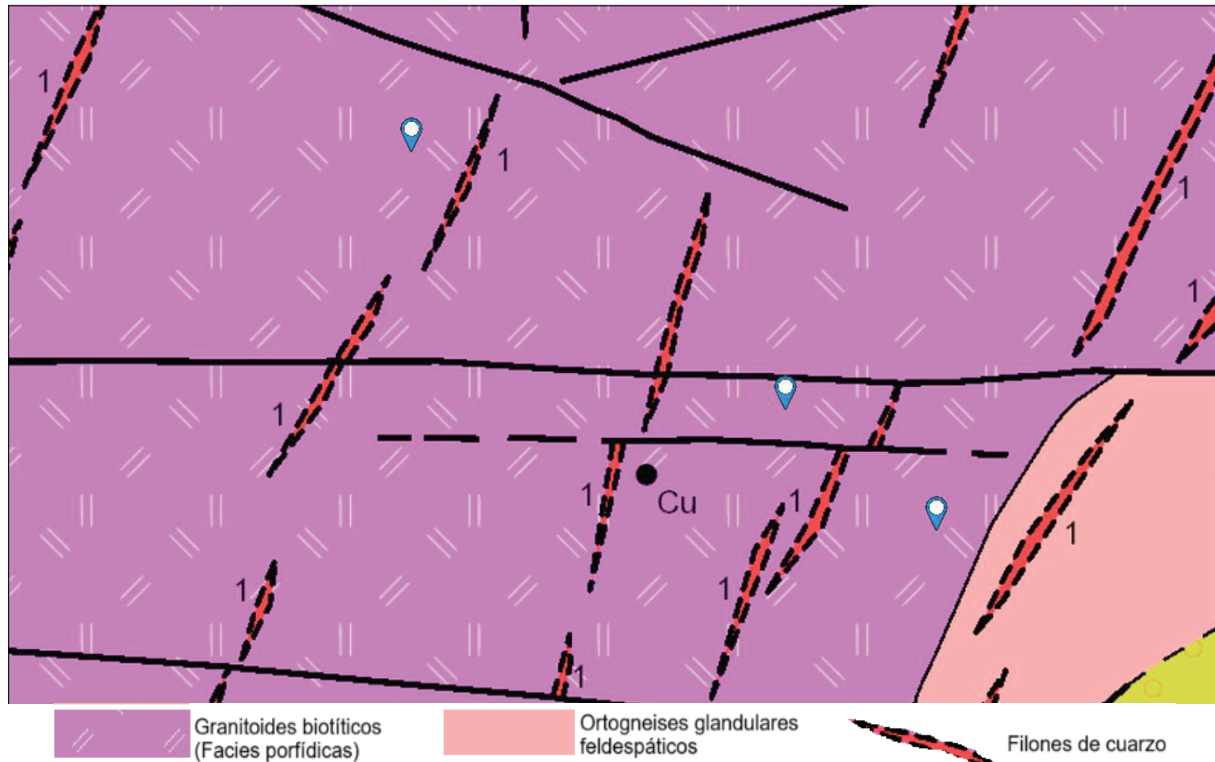 1
1
1
1
1
Cu
1
1
1
1
1
1
Granitoides biotíticos
(Facies porfídicas)
Ortogneises glandulares
feldespáticos
Filones de cuarzo